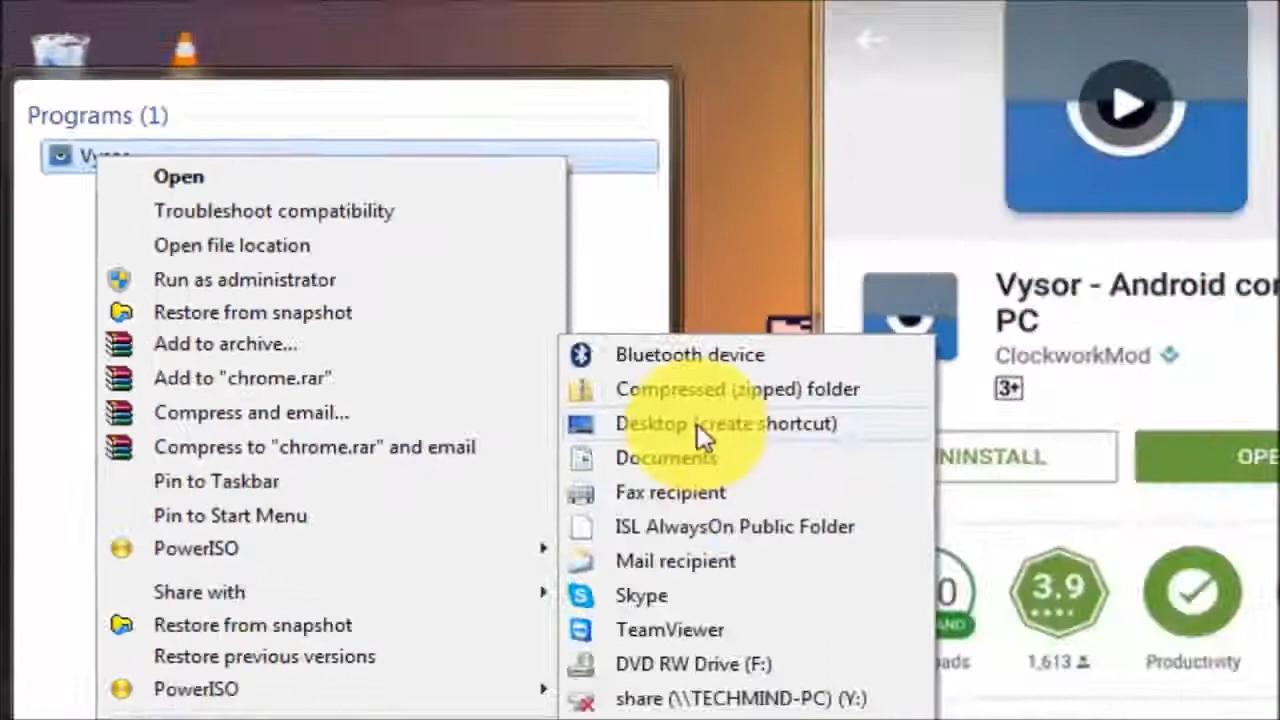 Programs (1)
Open
Troubleshoot compatibility
Open file location
Run as administrator
Restore from snapshot
Add to archive...
Add to "chrome.rar"
Compress and email...
Compress to "chrome.rar" and email
Pin to Taskbar
Pin to Start Menu
PowerISO
Share with
Restore from snapshot
Restore previous versions
PowerISO
Bluetooth device
Compressed (zipped) folder
Desktop (create shortcut)
Documents
Fax recipient
ISL AlwaysOn Public Folder
Mail recipient
Skype
TeamViewer
DVD RW Drive (F:)
share (\\TECHMIND-PC) (Y:)
Vysor - Android con
PC
ClockworkMod
3+
NINSTALL
OPE
0
3.9
oads
1,613
Productivity